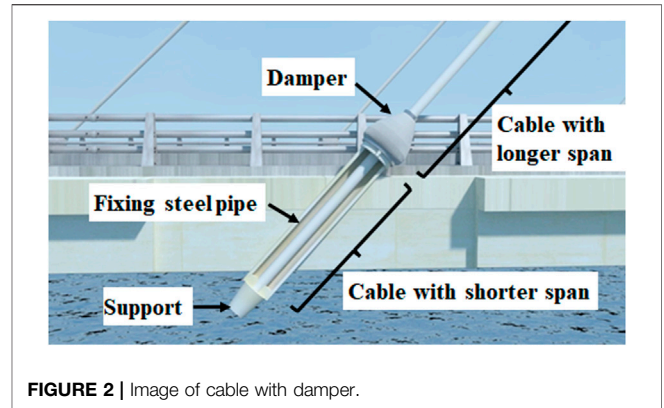 Damper
Cable with
longer span
Fixing steel pipe
Cable with shorter span
Support
FIGURE 2 | Image of cable with damper.